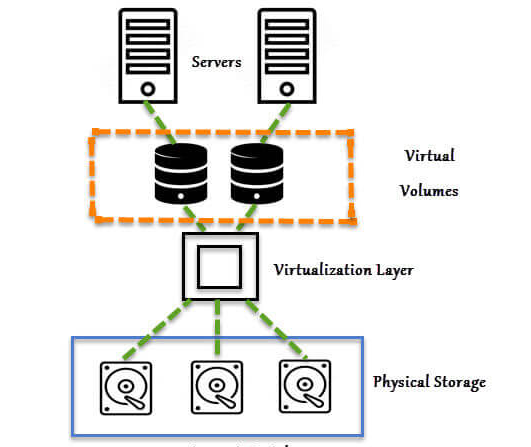 Servers
Virtual
Volumes
Virtualization Layer
Physical Storage